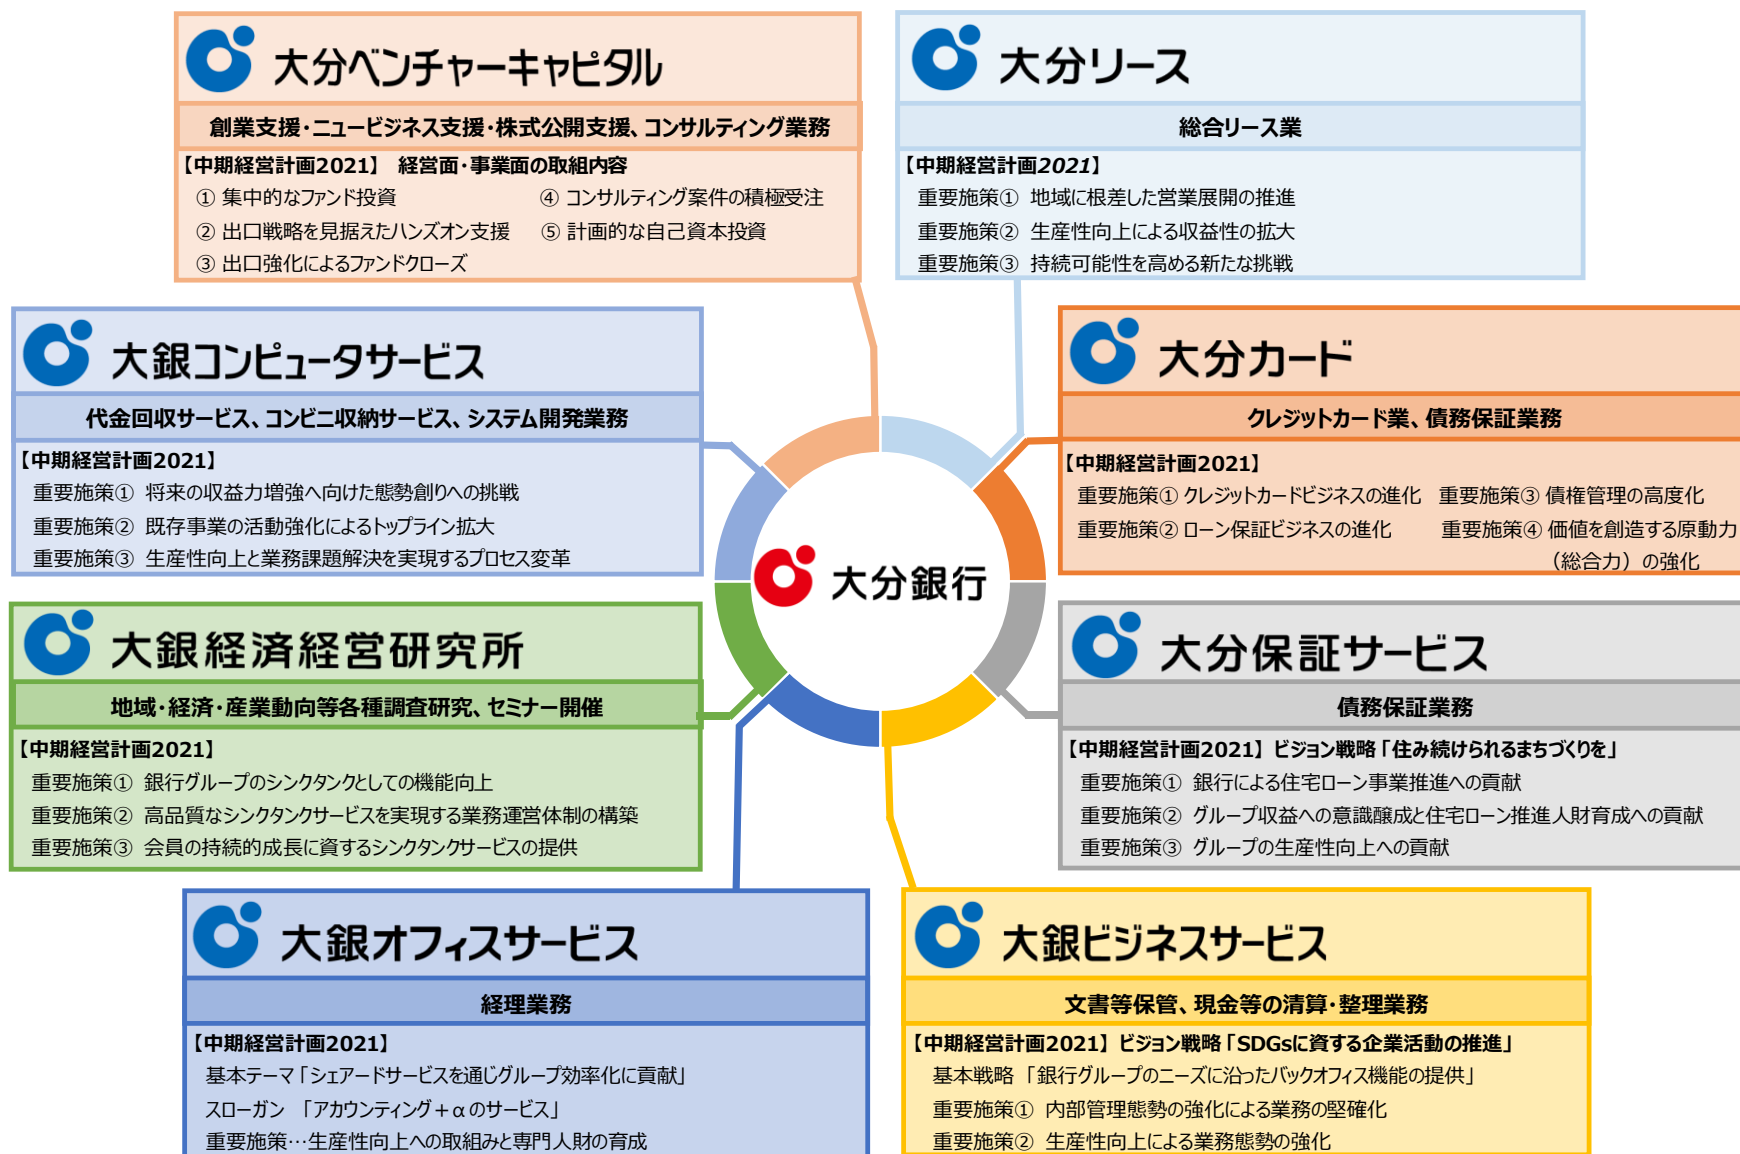 大分ベンチャーキャピタル
創業支援・ニュービジネス支援・株式公開支援、コンサルティング業務
【中期経営計画2021】 経営面・事業面の取組内容
① 集中的なファンド投資
② 出口戦略を見据えたハンズオン支援
③ 出口強化によるファンドクローズ
④ コンサルティング案件の積極受注
⑤ 計画的な自己資本投資
大分リース
総合リース業
【中期経営計画2021】
重要施策① 地域に根差した営業展開の推進
重要施策② 生産性向上による収益性の拡大
重要施策③ 持続可能性を高める新たな挑戦
大銀コンピュータサービス
代金回収サービス、コンビニ収納サービス、システム開発業務
【中期経営計画2021】
重要施策① 将来の収益力増強へ向けた態勢創りへの挑戦
重要施策② 既存事業の活動強化によるトップライン拡大
重要施策③ 生産性向上と業務課題解決を実現するプロセス変革
大分カード
クレジットカード業、債務保証業務
【中期経営計画2021】
重要施策① クレジットカードビジネスの進化
重要施策② ローン保証ビジネスの進化
重要施策③ 債権管理の高度化
重要施策④ 価値を創造する原動力
（総合力）の強化
大分銀行
大銀経済経営研究所
地域・経済・産業動向等各種調査研究、セミナー開催
【中期経営計画2021】
重要施策① 銀行グループのシンクタンクとしての機能向上
重要施策② 高品質なシンクタンクサービスを実現する業務運営体制の構築
重要施策③ 会員の持続的成長に資するシンクタンクサービスの提供
大分保証サービス
債務保証業務
【中期経営計画2021】 ビジョン戦略「住み続けられるまちづくりを」
重要施策① 銀行による住宅ローン事業推進への貢献
重要施策② グループ収益への意識醸成と住宅ローン推進人財育成への貢献
重要施策③ グループの生産性向上への貢献
大銀オフィスサービス
経理業務
【中期経営計画2021】
基本テーマ「シェアードサービスを通じグループ効率化に貢献」
スローガン 「アカウンティング＋αのサービス」
重要施策…生産性向上への取組みと専門人財の育成
大銀ビジネスサービス
文書等保管、現金等の清算・整理業務
【中期経営計画2021】 ビジョン戦略「SDGsに資する企業活動の推進」
基本戦略 「銀行グループのニーズに沿ったバックオフィス機能の提供」
重要施策① 内部管理態勢の強化による業務の堅確化
重要施策② 生産性向上による業務態勢の強化